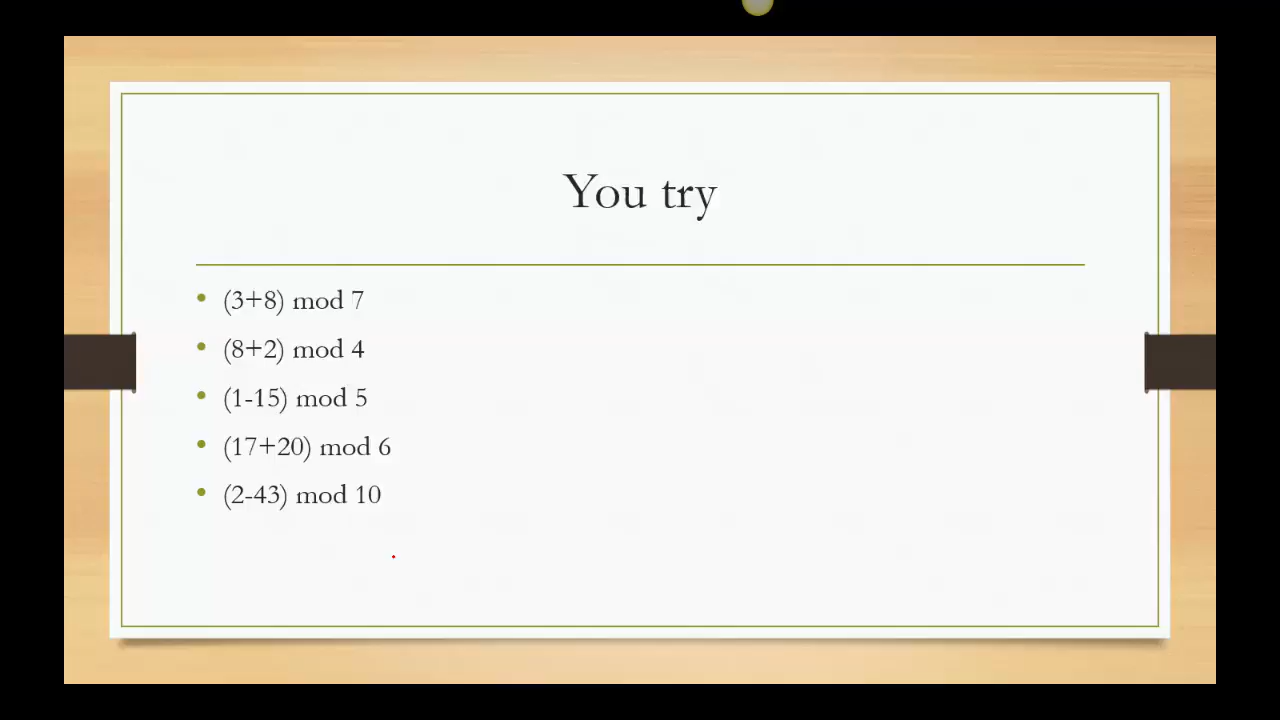 You try
• (3+8) mod 7
• (8+2) mod 4
• (1-15) mod 5
• (17+20) mod 6
• (2-43) mod 10